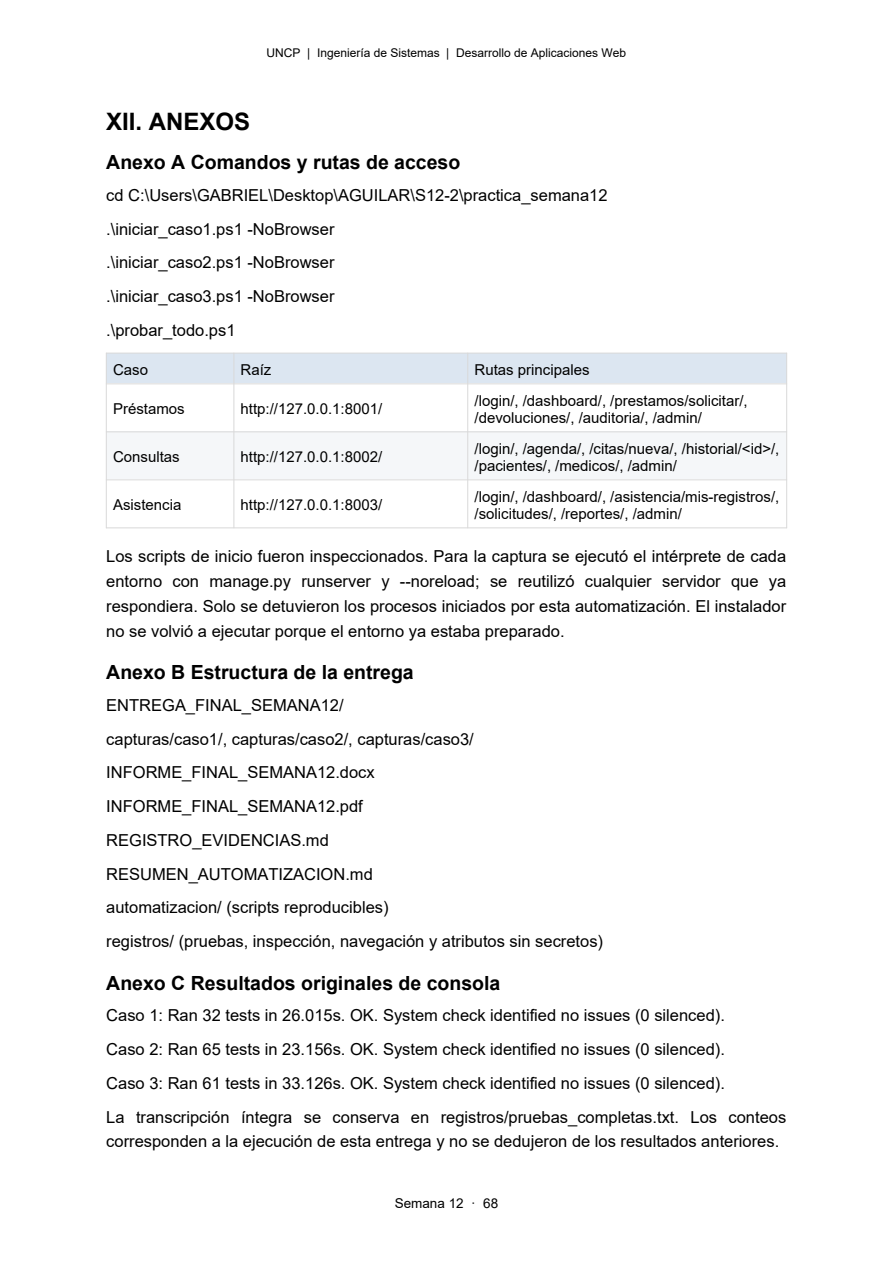 UNCP | Ingeniería de Sistemas | Desarrollo de Aplicaciones Web
XII. ANEXOS
Anexo A Comandos y rutas de acceso
cd C:\Users\GABRIEL\Desktop\AGUILAR\S12-2\practica_semana12
.\iniciar_caso1.ps1 -NoBrowser
.\iniciar_caso2.ps1 -NoBrowser
.\iniciar_caso3.ps1 -NoBrowser
.\probar_todo.ps1
Caso Raíz Rutas principales
Préstamos http://127.0.0.1:8001/ /login/, /dashboard/, /prestamos/solicitar/,
/devoluciones/, /auditoria/, /admin/
Consultas http://127.0.0.1:8002/ /login/, /agenda/, /citas/nueva/, /historial/<id>/,
/pacientes/, /medicos/, /admin/
Asistencia http://127.0.0.1:8003/ /login/, /dashboard/, /asistencia/mis-registros/,
/solicitudes/, /reportes/, /admin/
Los scripts de inicio fueron inspeccionados. Para la captura se ejecutó el intérprete de cada
entorno con manage.py runserver y --noreload; se reutilizó cualquier servidor que ya
respondiera. Solo se detuvieron los procesos iniciados por esta automatización. El instalador
no se volvió a ejecutar porque el entorno ya estaba preparado.
Anexo B Estructura de la entrega
ENTREGA_FINAL_SEMANA12/
capturas/caso1/, capturas/caso2/, capturas/caso3/
INFORME_FINAL_SEMANA12.docx
INFORME_FINAL_SEMANA12.pdf
REGISTRO_EVIDENCIAS.md
RESUMEN_AUTOMATIZACION.md
automatizacion/ (scripts reproducibles)
registros/ (pruebas, inspección, navegación y atributos sin secretos)
Anexo C Resultados originales de consola
Caso 1: Ran 32 tests in 26.015s. OK. System check identified no issues (0 silenced).
Caso 2: Ran 65 tests in 23.156s. OK. System check identified no issues (0 silenced).
Caso 3: Ran 61 tests in 33.126s. OK. System check identified no issues (0 silenced).
La transcripción íntegra se conserva en registros/pruebas_completas.txt. Los conteos
corresponden a la ejecución de esta entrega y no se dedujeron de los resultados anteriores.
Semana 12 · 68